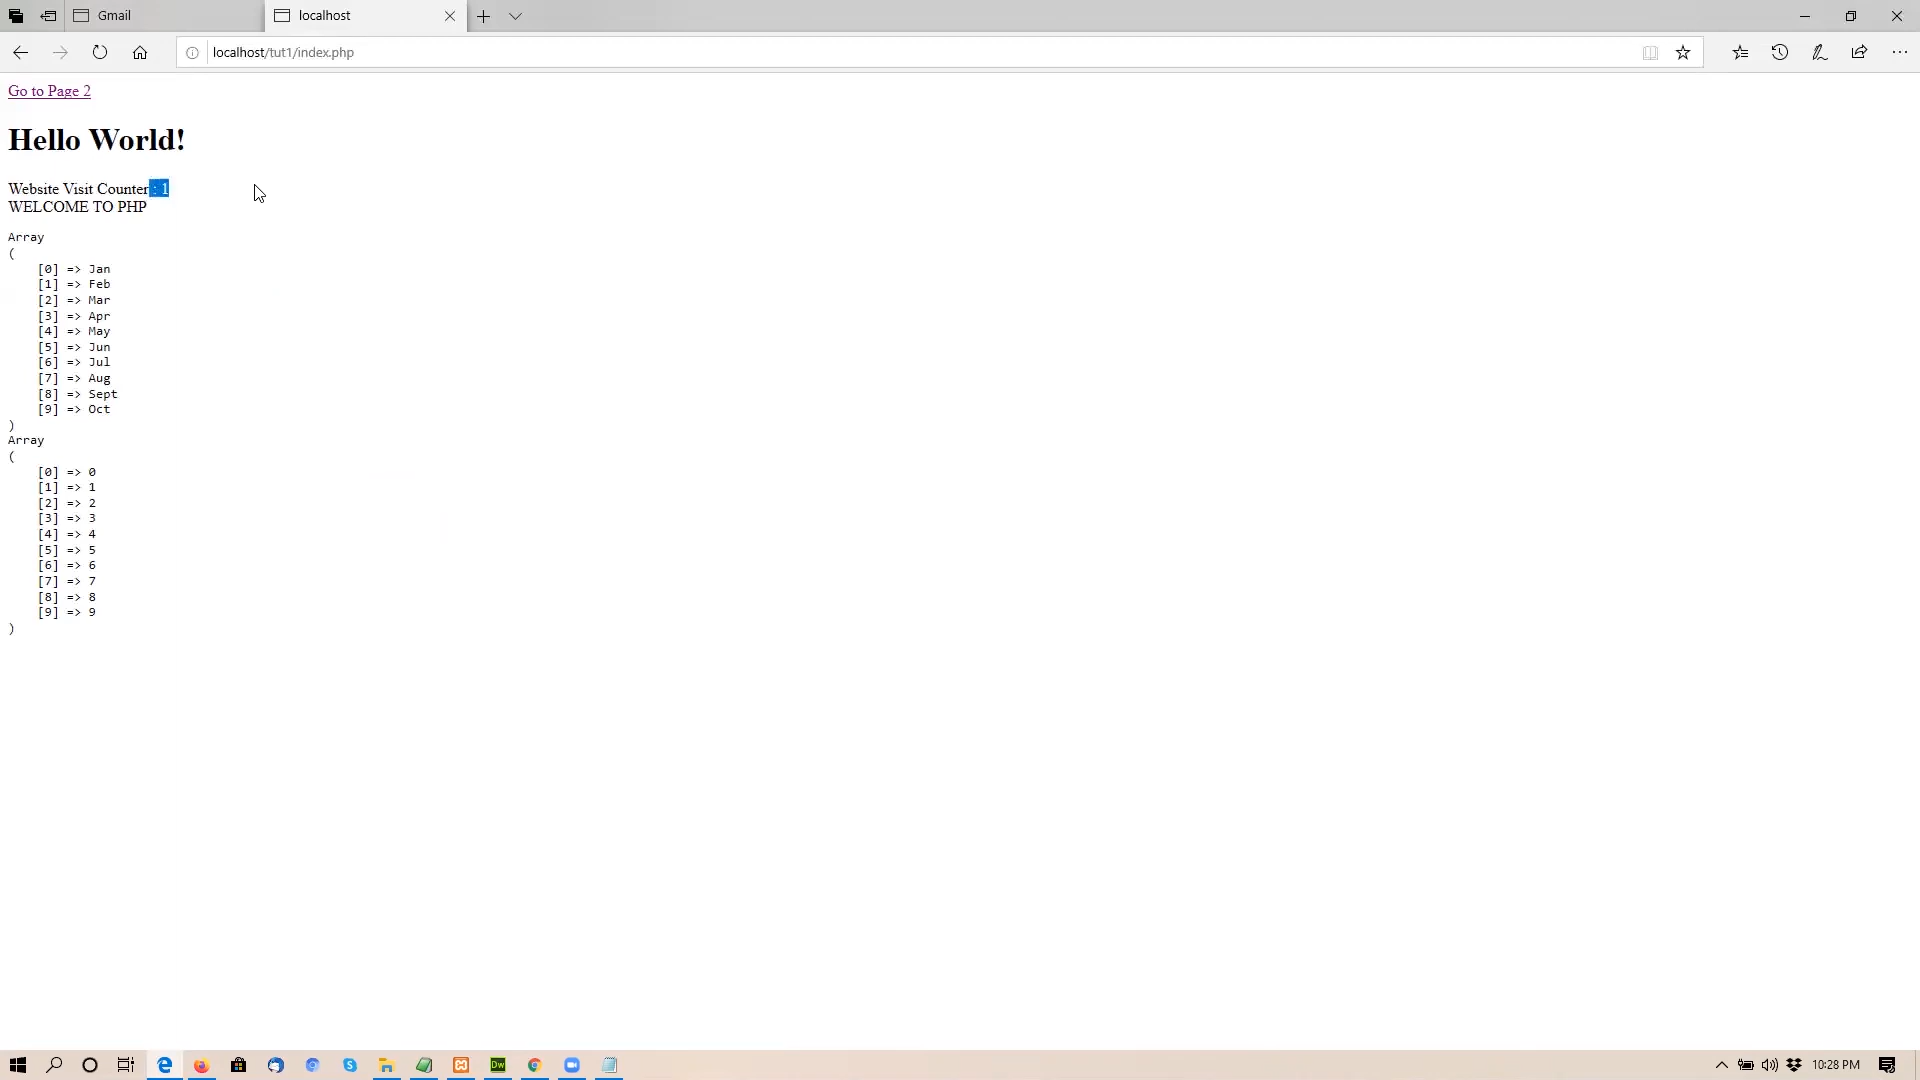 Gmail
localhost
localhost/tut1/index.php
Go to Page 2
Hello World!
Website Visit Counter : 1
WELCOME TO PHP
Array
(
    [0] => Jan
    [1] => Feb
    [2] => Mar
    [3] => Apr
    [4] => May
    [5] => Jun
    [6] => Jul
    [7] => Aug
    [8] => Sept
    [9] => Oct
)
Array
(
    [0] => 0
    [1] => 1
    [2] => 2
    [3] => 3
    [4] => 4
    [5] => 5
    [6] => 6
    [7] => 7
    [8] => 8
    [9] => 9
)
Dw
10:28 PM